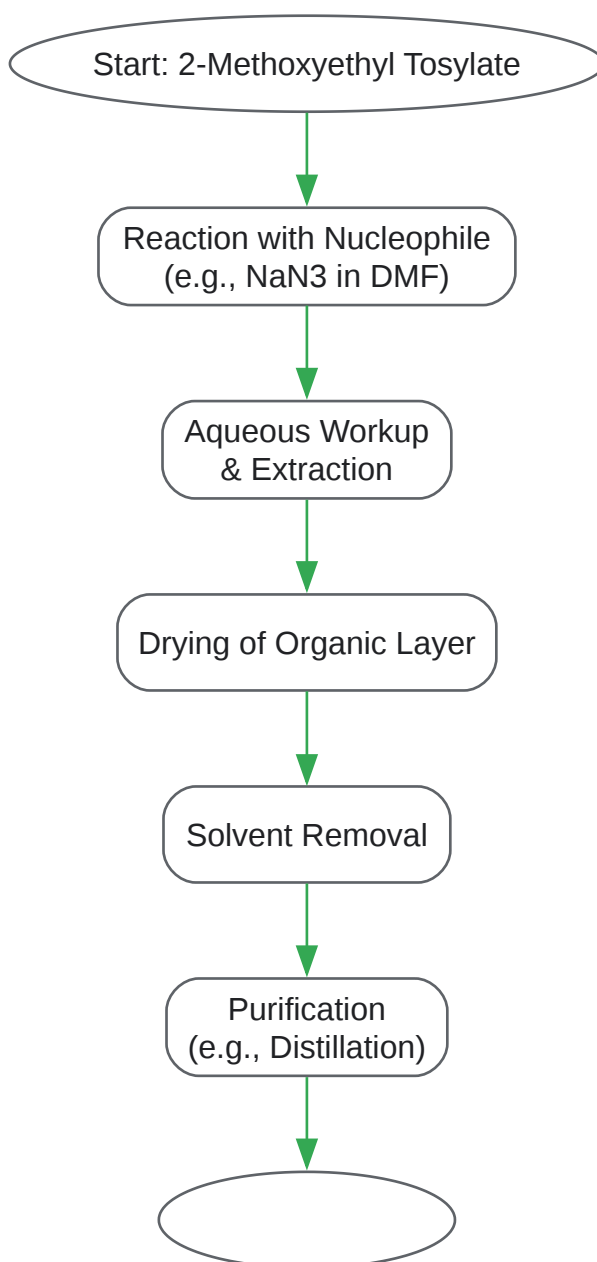 Start: 2-Methoxyethyl Tosylate
Reaction with Nucleophile
(e.g., NaN3 in DMF)
Aqueous Workup
& Extraction
Drying of Organic Layer
Solvent Removal
Purification
(e.g., Distillation)